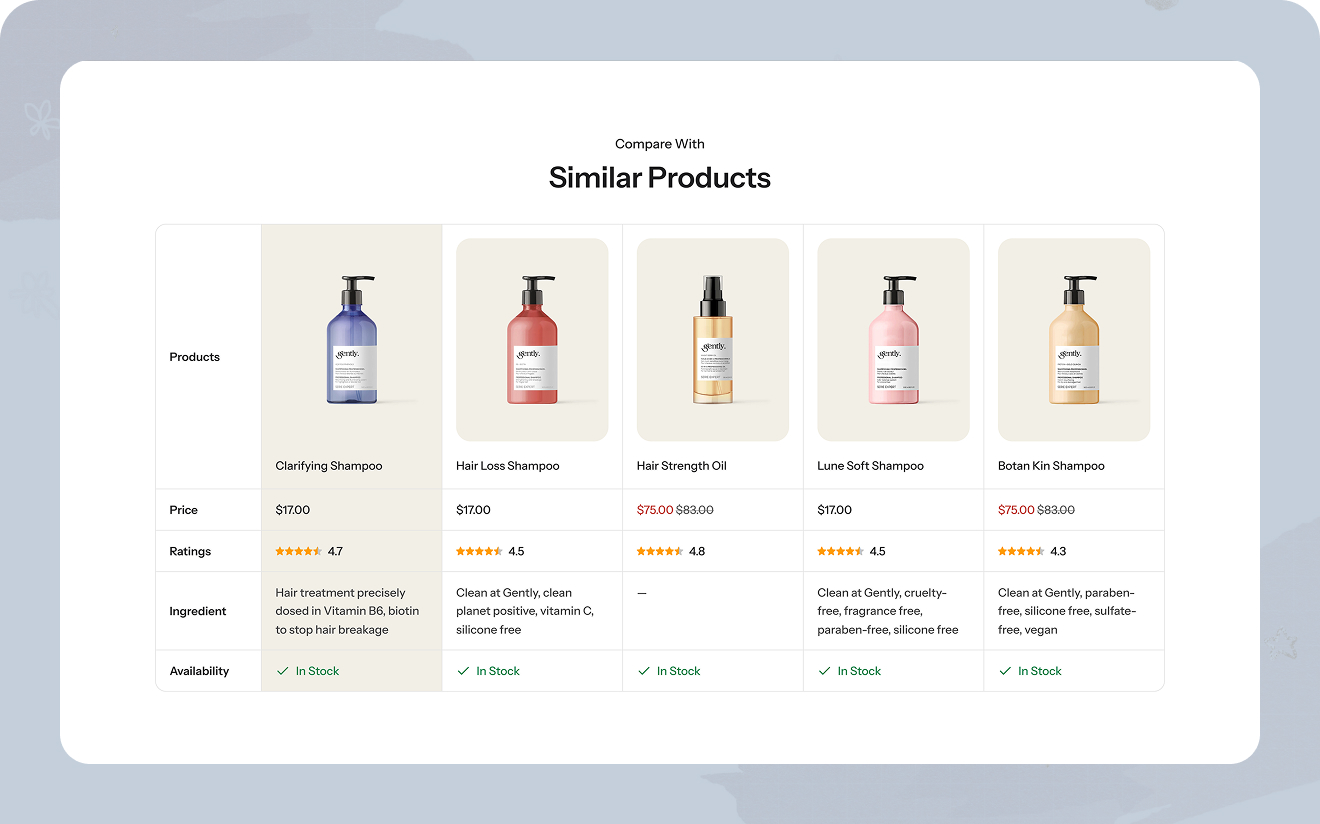 Compare With
Similar Products
Products
gently.
gently.
gently.
gently.
gently.
Clarifying Shampoo
Hair Loss Shampoo
Hair Strength Oil
Lune Soft Shampoo
Botan Kin Shampoo
Price
$17.00
$17.00
$75.00 $83.00
$17.00
$75.00 $83.00
Ratings
4.7
4.5
4.8
4.5
4.3
Ingredient
Hair treatment precisely
dosed in Vitamin B6, biotin
to stop hair breakage
Clean at Gently, clean
planet positive, vitamin C,
silicone free
—
Clean at Gently, cruelty-
free, fragrance free,
paraben-free, silicone free
Clean at Gently, paraben-
free, silicone free, sulfate-
free, vegan
Availability
In Stock
In Stock
In Stock
In Stock
In Stock